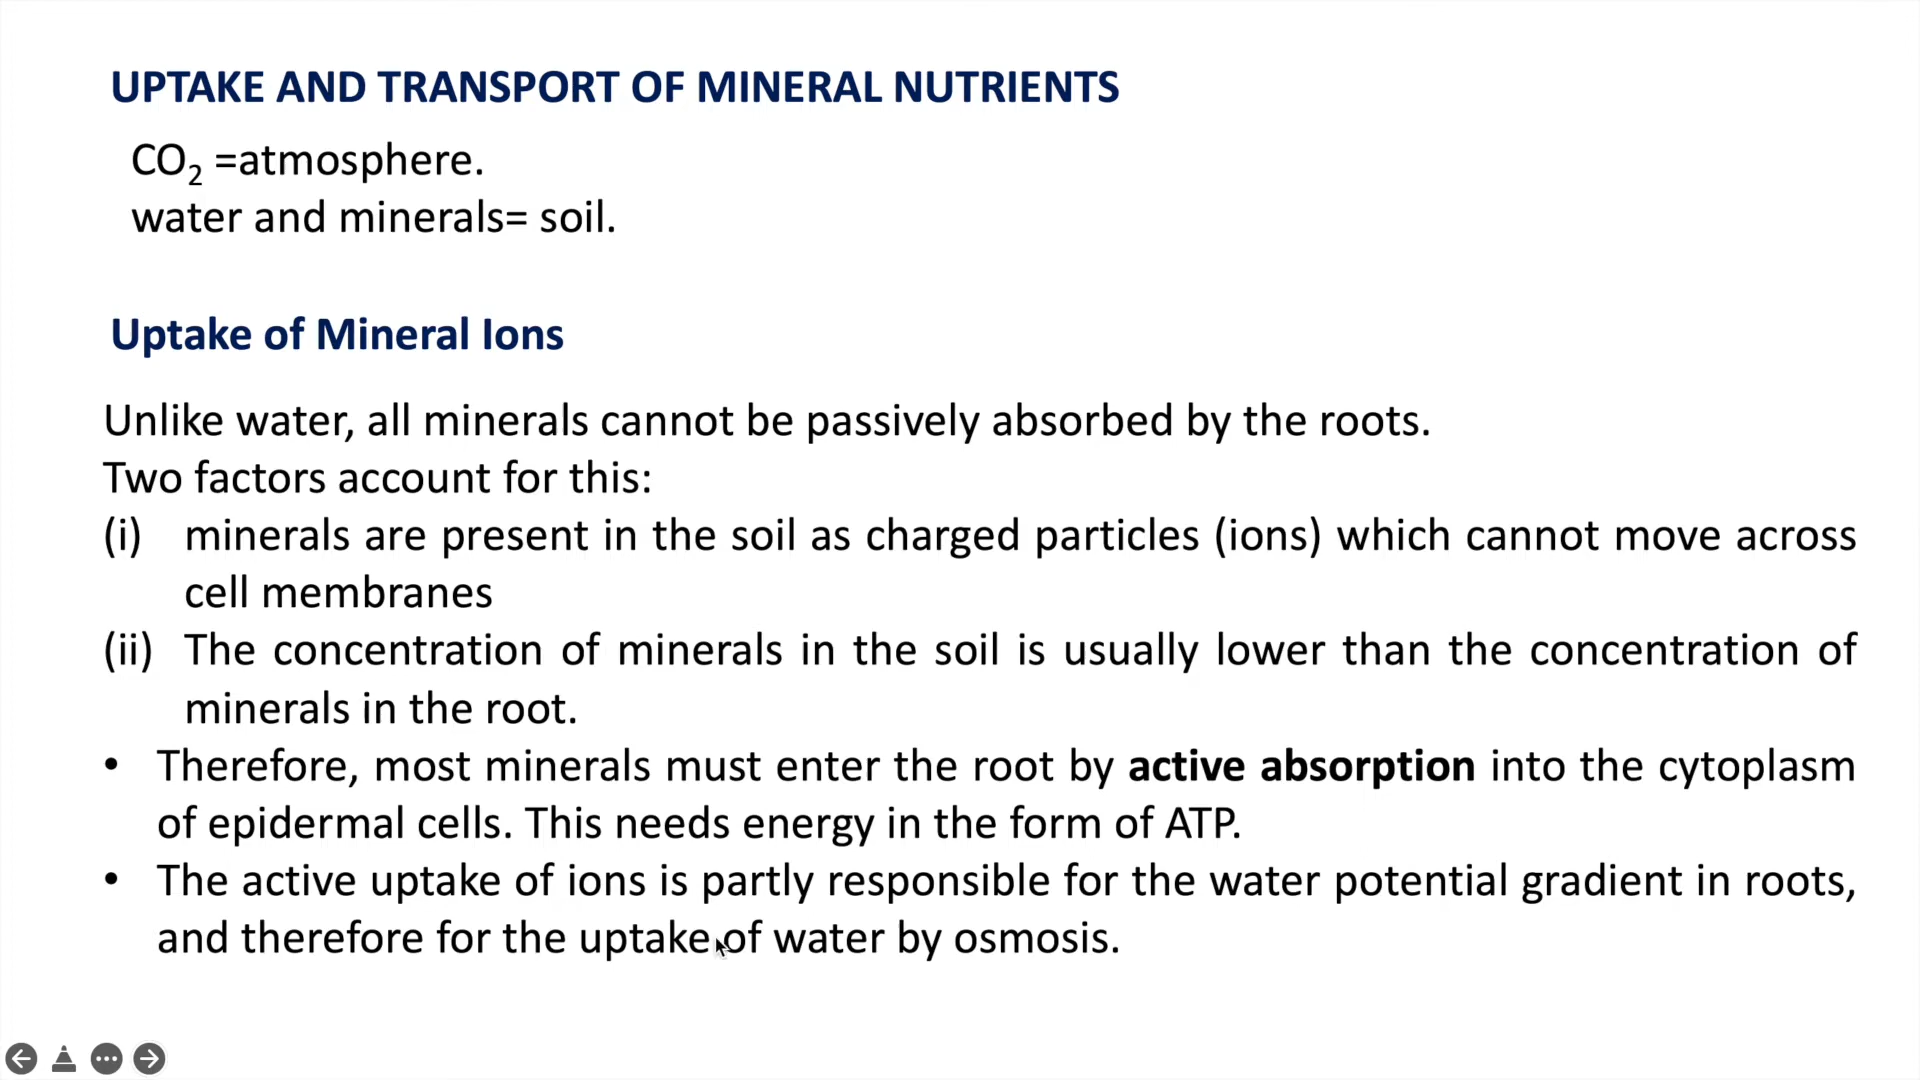 UPTAKE AND TRANSPORT OF MINERAL NUTRIENTS
CO₂ =atmosphere.
water and minerals= soil.
Uptake of Mineral Ions
Unlike water, all minerals cannot be passively absorbed by the roots.
Two factors account for this:
(i) minerals are present in the soil as charged particles (ions) which cannot move across
cell membranes
(ii) The concentration of minerals in the soil is usually lower than the concentration of
minerals in the root.
• Therefore, most minerals must enter the root by active absorption into the cytoplasm
of epidermal cells. This needs energy in the form of ATP.
• The active uptake of ions is partly responsible for the water potential gradient in roots,
and therefore for the uptake of water by osmosis.